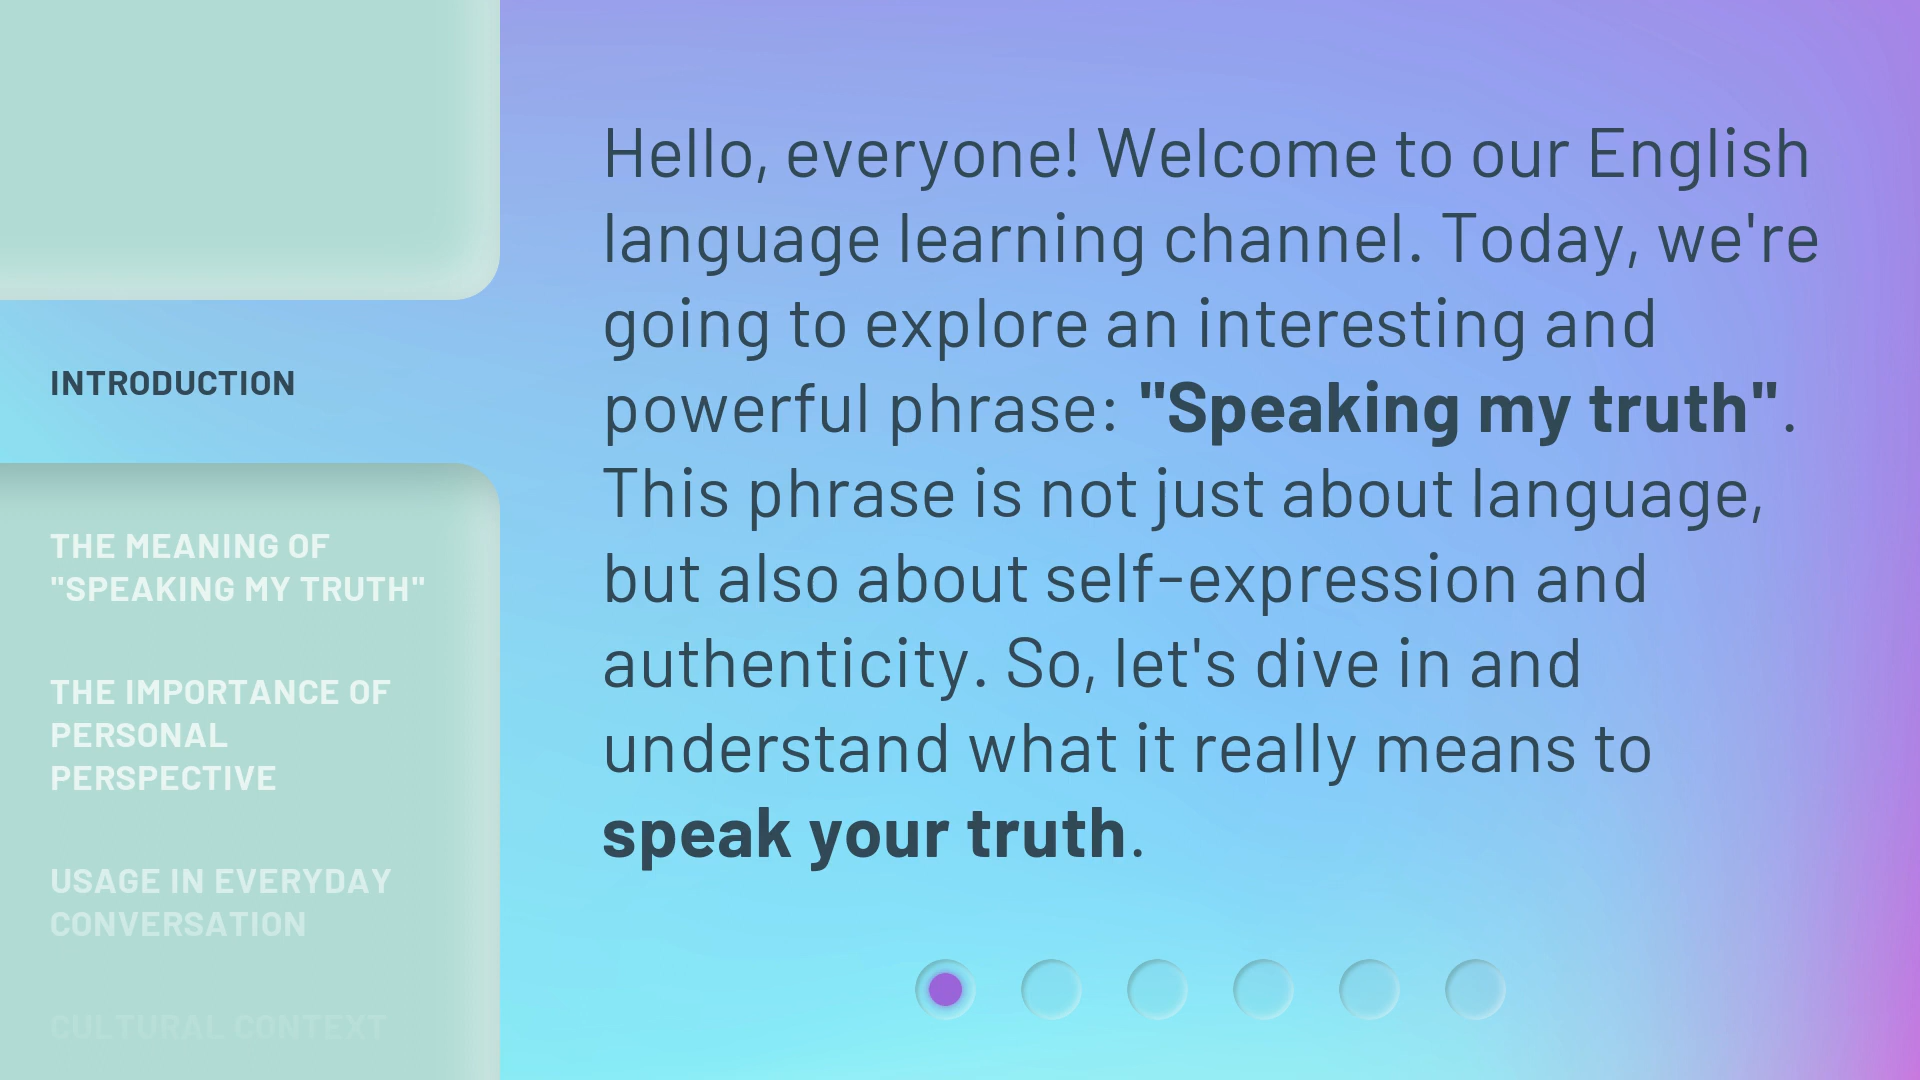 INTRODUCTION
THE MEANING OF
"SPEAKING MY TRUTH"
THE IMPORTANCE OF
PERSONAL
PERSPECTIVE
USAGE IN EVERYDAY
CONVERSATION
CULTURAL CONTEXT
Hello, everyone! Welcome to our English
language learning channel. Today, we're
going to explore an interesting and
powerful phrase: "Speaking my truth".
This phrase is not just about language,
but also about self-expression and
authenticity. So, let's dive in and
understand what it really means to
speak your truth.